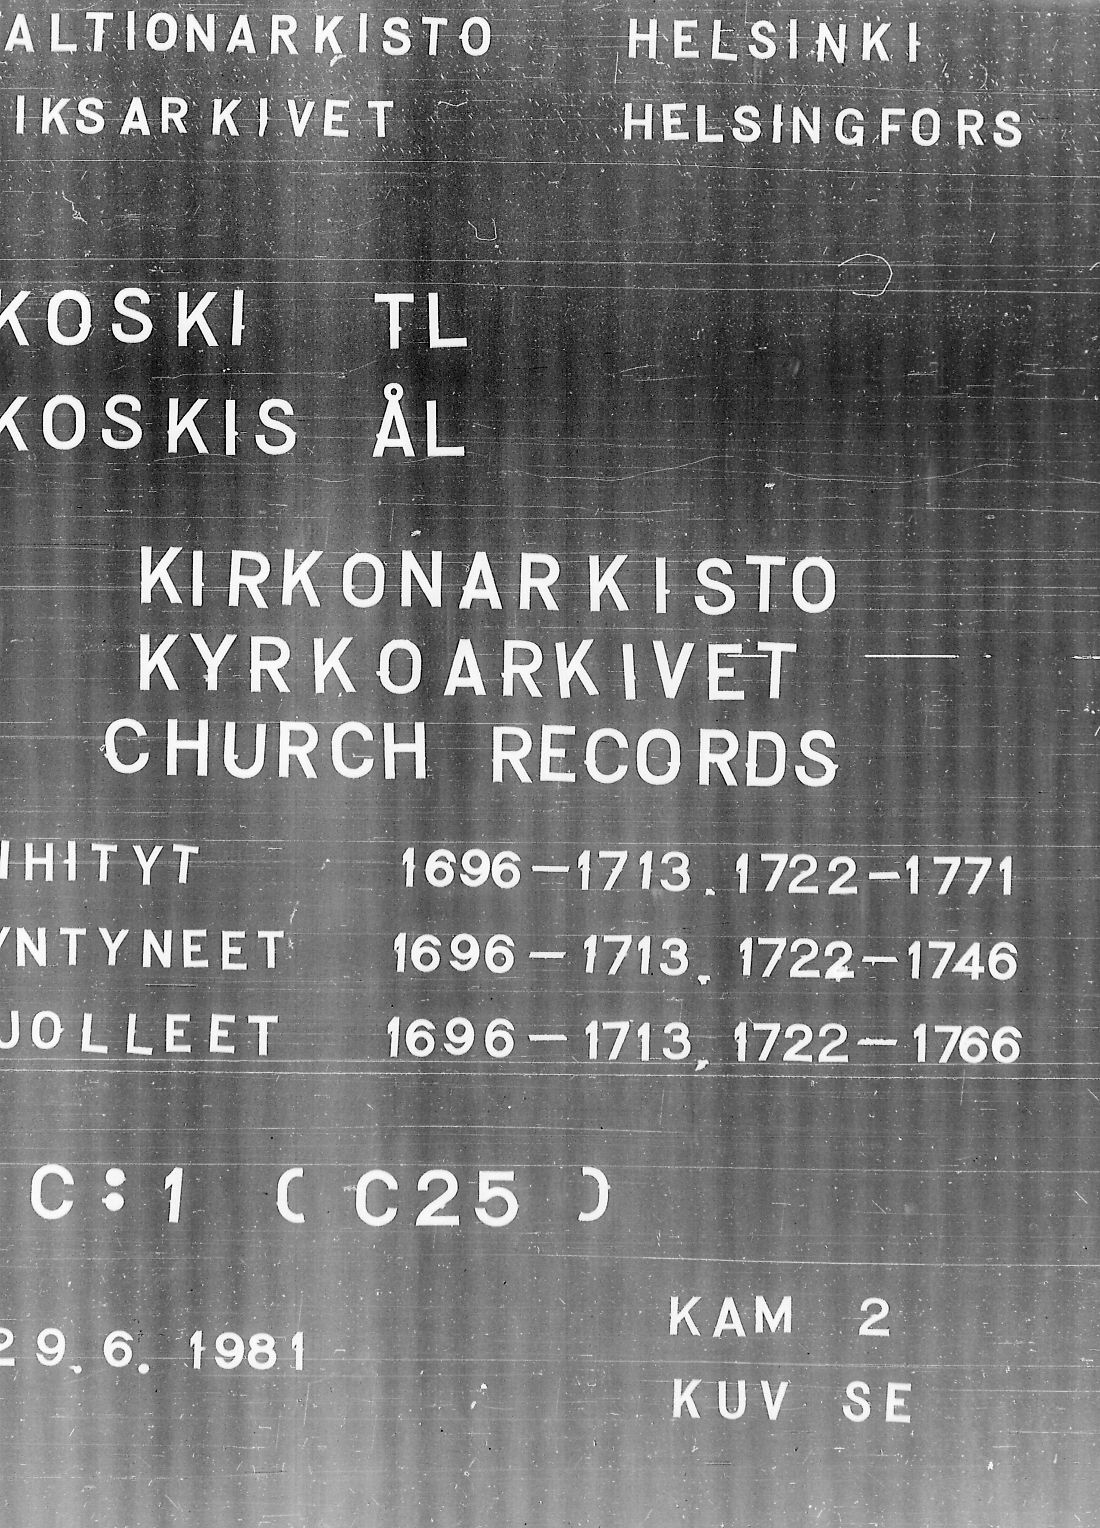 ALTIONARKISTO HELSINKI
IKSARKIVET HELSINGFORS
KOSKI TL
KOSKIS ÅL
KIRKONARKISTO
KYRKOARKIVET
CHURCH RECORDS
IHITYT 1696-1713, 1722-1771
YNTYNEET 1696-1713, 1722-1746
UOLLEET 1696-1713, 1722-1766
C:1 (C25)
29.6.1981
KAM 2
KUV SE